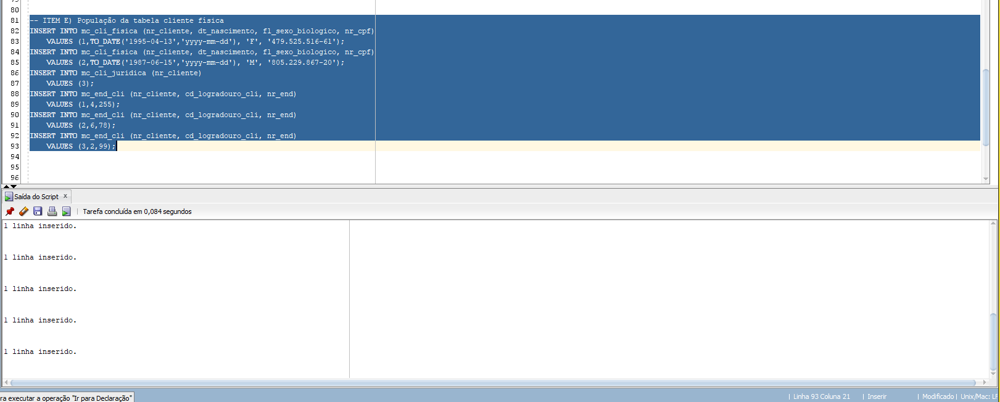 80
81 -- ITEM E) População da tabela cliente física
82 INSERT INTO mc_cli_fisica (nr_cliente, dt_nascimento, fl_sexo_biologico, nr_cpf)
83     VALUES (1,TO_DATE('1995-04-13','yyyy-mm-dd'), 'F', '479.525.516-61');
84 INSERT INTO mc_cli_fisica (nr_cliente, dt_nascimento, fl_sexo_biologico, nr_cpf)
85     VALUES (2,TO_DATE('1987-06-15','yyyy-mm-dd'), 'M', '805.229.867-20');
86 INSERT INTO mc_cli_juridica (nr_cliente)
87     VALUES (3);
88 INSERT INTO mc_end_cli (nr_cliente, cd_logradouro_cli, nr_end)
89     VALUES (1,4,255);
90 INSERT INTO mc_end_cli (nr_cliente, cd_logradouro_cli, nr_end)
91     VALUES (2,6,78);
92 INSERT INTO mc_end_cli (nr_cliente, cd_logradouro_cli, nr_end)
93     VALUES (3,2,99);
94
95
96
Saída do Script x
Tarefa concluída em 0,084 segundos
1 linha inserido.
1 linha inserido.
1 linha inserido.
1 linha inserido.
1 linha inserido.
ra executar a operação "Ir para Declaração" | Linha 93 Coluna 21 | Inserir | Modificado | Unix/Mac: LF